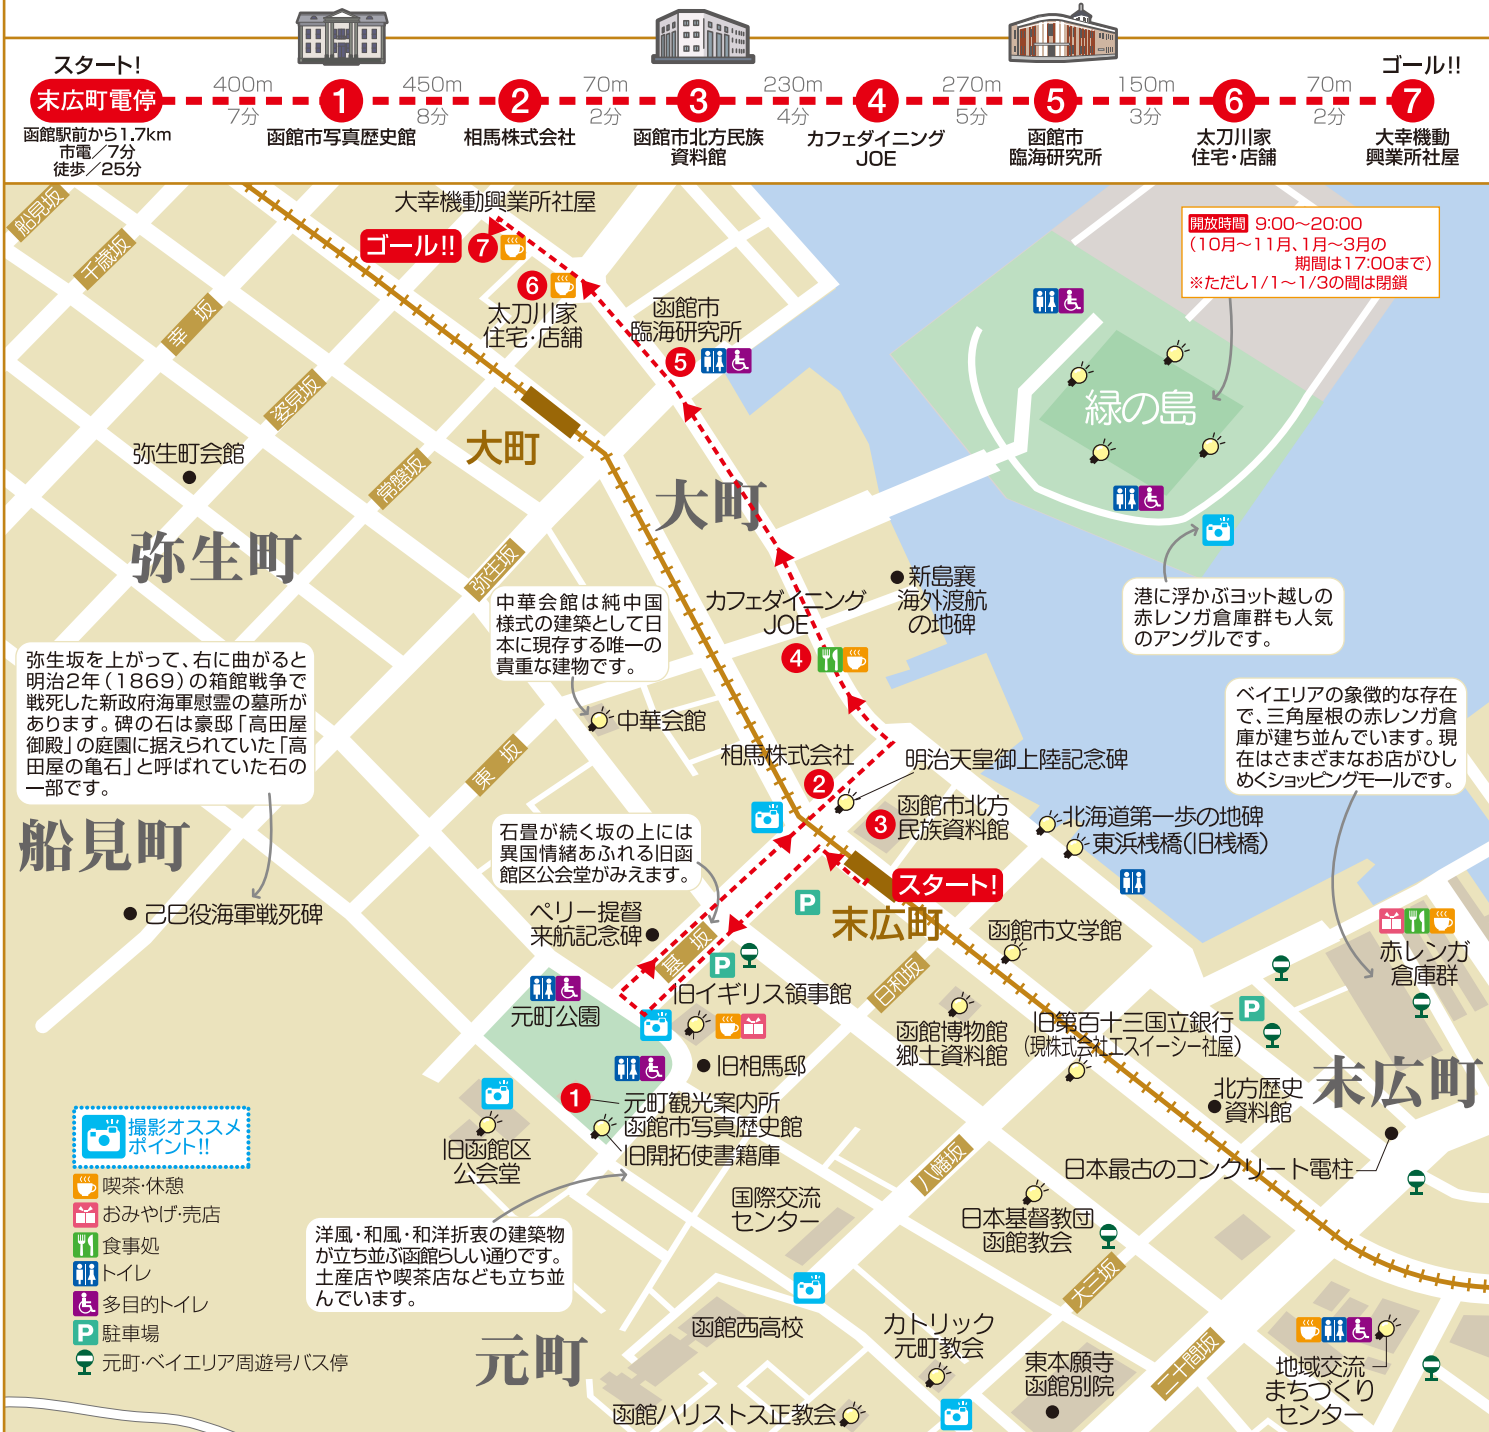 スタート!
末広町電停
函館駅前から1.7km
市電／7分
徒歩／25分
400m
7分
1
函館市写真歴史館
450m
8分
2
相馬株式会社
70m
2分
3
函館市北方民族
資料館
230m
4分
4
カフェダイニング
JOE
270m
5分
5
函館市
臨海研究所
150m
3分
6
太刀川家
住宅・店舗
70m
2分
ゴール!!
7
大幸機動
興業所社屋
船見坂
千歳坂
幸坂
姿見坂
常盤坂
弥生坂
東坂
基坂
日和坂
八幡坂
大三坂
二十間坂
大幸機動興業所社屋
ゴール!!
7
6
太刀川家
住宅・店舗
函館市
臨海研究所
5
開放時間 9:00〜20:00
(10月〜11月、1月〜3月の
期間は17:00まで)
※ただし1/1〜1/3の間は閉鎖
緑の島
大町
大町
弥生町会館
弥生町
港に浮かぶヨット越しの
赤レンガ倉庫群も人気
のアングルです。
新島襄
海外渡航
の地碑
カフェダイニング
JOE
4
中華会館は純中国
様式の建築として日
本に現存する唯一の
貴重な建物です。
中華会館
弥生坂を上がって、右に曲がると
明治2年(1869)の箱館戦争で
戦死した新政府海軍慰霊の墓所が
あります。碑の石は豪邸「高田屋
御殿」の庭園に据えられていた「高
田屋の亀石」と呼ばれていた石の
一部です。
船見町
己巳役海軍戦死碑
相馬株式会社
2
明治天皇御上陸記念碑
3
函館市北方
民族資料館
北海道第一歩の地碑
東浜桟橋(旧桟橋)
ベイエリアの象徴的な存在
で、三角屋根の赤レンガ倉
庫が建ち並んでいます。現
在はさまざまなお店がひし
めくショッピングモールです。
石畳が続く坂の上には
異国情緒あふれる旧函
館区公会堂がみえます。
スタート!
P
末広町
函館市文学館
ペリー提督
来航記念碑
P
旧イギリス領事館
元町公園
旧相馬邸
1
元町観光案内所
函館市写真歴史館
旧開拓使書籍庫
旧函館区
公会堂
函館博物館
郷土資料館
旧第百十三国立銀行
(現株式会社エスイーシー社屋)
P
赤レンガ
倉庫群
末広町
北方歴史
資料館
日本最古のコンクリート電柱
国際交流
センター
日本基督教団
函館教会
洋風・和風・和洋折衷の建築物
が立ち並ぶ函館らしい通りです。
土産店や喫茶店なども立ち並
んでいます。
元町
函館西高校
カトリック
元町教会
東本願寺
函館別院
地域交流
まちづくり
センター
函館ハリストス正教会
撮影オススメ
ポイント!!
喫茶・休憩
おみやげ・売店
食事処
トイレ
多目的トイレ
P 駐車場
元町・ベイエリア周遊号バス停